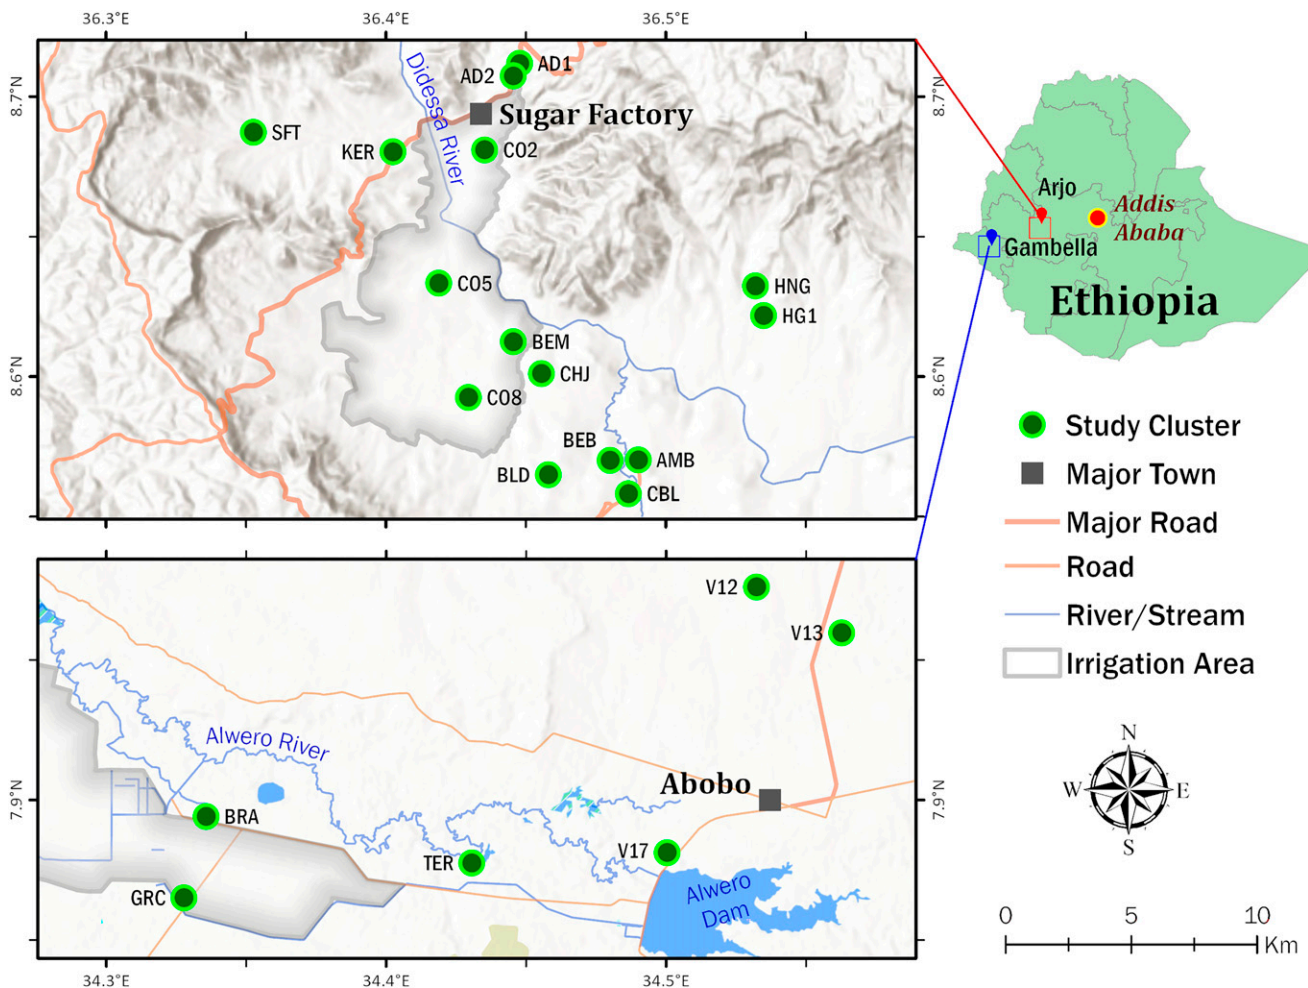 36.3°E
36.4°E
36.5°E
8.7°N
8.6°N
8.7°N
8.6°N
AD1
AD2
Sugar Factory
Didessa River
SFT
KER
CO2
CO5
HNG
HG1
BEM
CHJ
CO8
BEB
AMB
BLD
CBL
Arjo
Addis
Ababa
Gambella
Ethiopia
Study Cluster
Major Town
Major Road
Road
River/Stream
Irrigation Area
N
W
E
S
0
5
10
Km
V12
V13
Alwero River
Abobo
7.9°N
7.9°N
BRA
V17
TER
GRC
Alwero
Dam
34.3°E
34.4°E
34.5°E